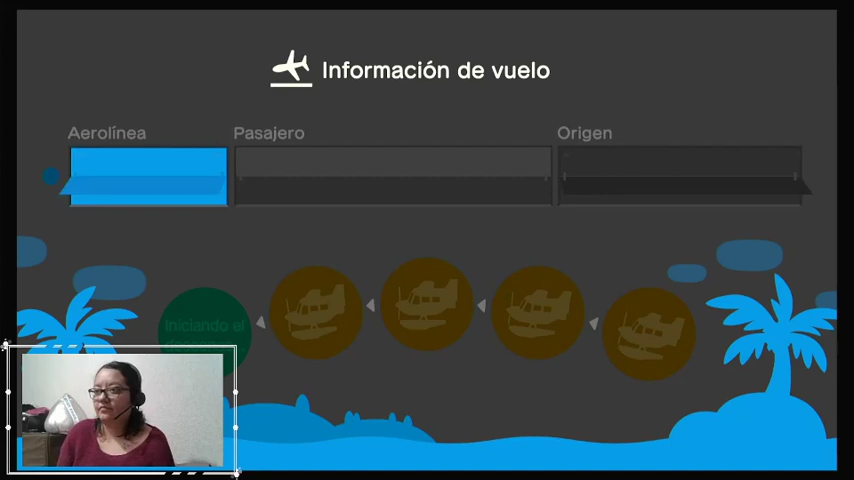 Información de vuelo
Aerolínea Pasajero Origen
Iniciando el